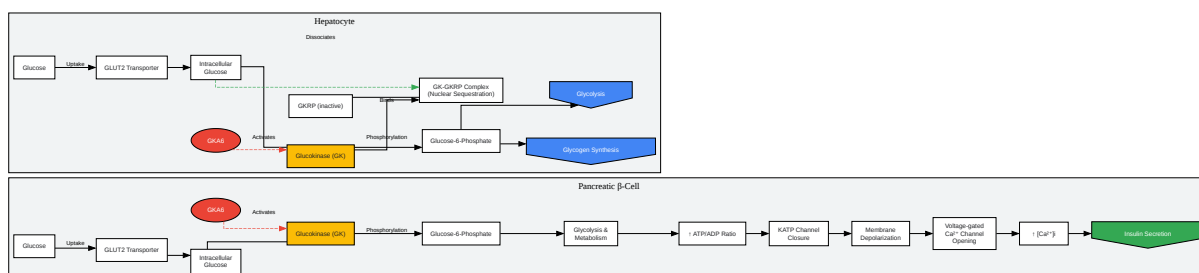 Hepatocyte
Dissociates
Glucose
Uptake
GLUT2 Transporter
Intracellular
Glucose
GK-GKRP Complex
(Nuclear Sequestration)
Glycolysis
GKRP (inactive)
Binds
GKA6
Activates
Glucokinase (GK)
Phosphorylation
Glucose-6-Phosphate
Glycogen Synthesis
Pancreatic β-Cell
GKA6
Activates
Glucose
Uptake
GLUT2 Transporter
Intracellular
Glucose
Glucokinase (GK)
Phosphorylation
Glucose-6-Phosphate
Glycolysis &
Metabolism
↑ ATP/ADP Ratio
KATP Channel
Closure
Membrane
Depolarization
Voltage-gated
Ca²⁺ Channel
Opening
↑ [Ca²⁺]i
Insulin Secretion